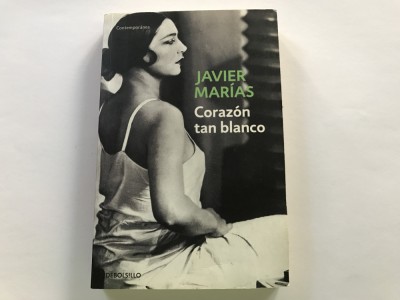 Contemporánea
JAVIER
MARÍAS
Corazón
tan blanco
DEBOLSILLO